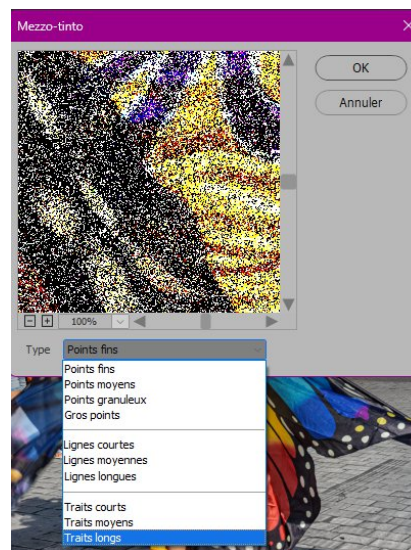 Mezzo-tinto
OK
Annuler
100%
Type Points fins
Points fins
Points moyens
Points granuleux
Gros points
Lignes courtes
Lignes moyennes
Lignes longues
Traits courts
Traits moyens
Traits longs